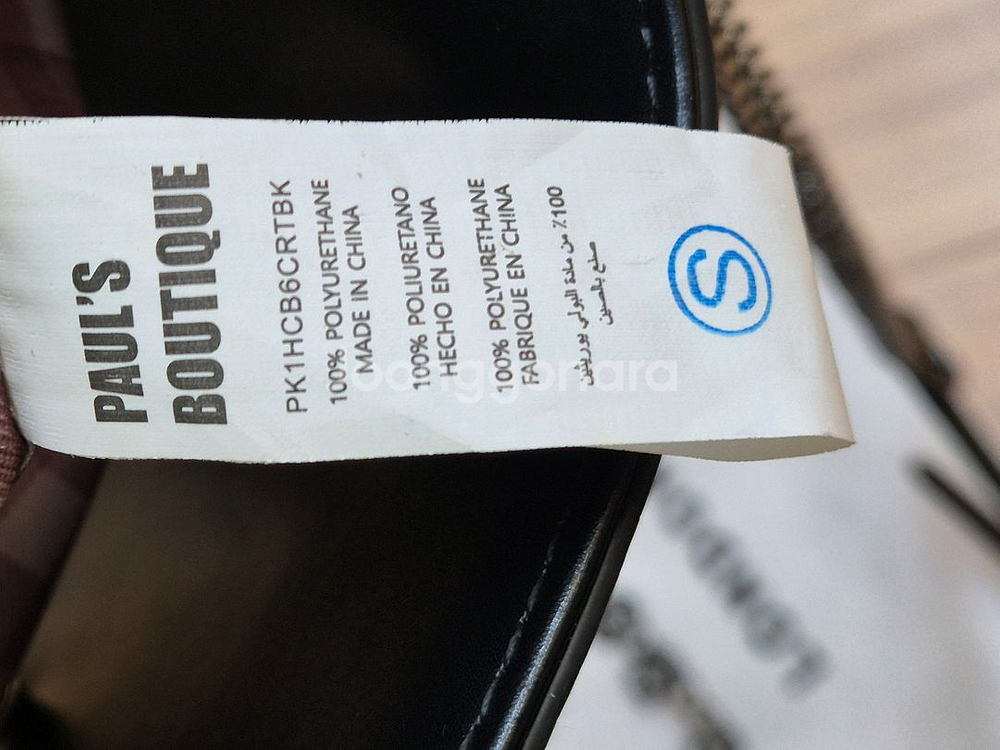 PAUL'S
BOUTIQUE
PK1HCB6CRTBK
100% POLYURETHANE
MADE IN CHINA
100% POLIURETANO
HECHO EN CHINA
100% POLYURETHANE
FABRIQUE EN CHINA
100٪ من مادة البولي يوريثين
صنع بالصين
S
LONDON